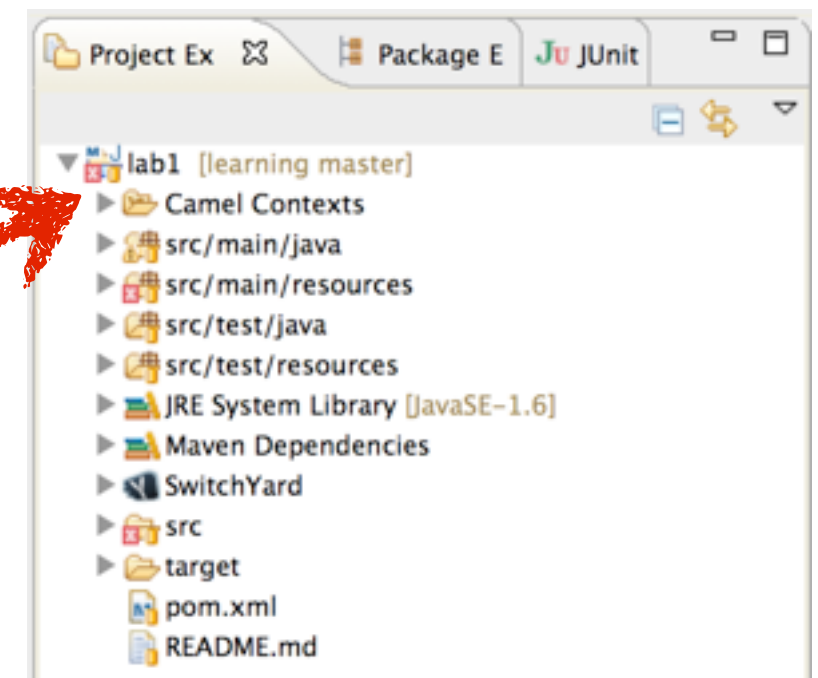 Project Ex Package E Ju JUnit
lab1 [learning master]
Camel Contexts
src/main/java
src/main/resources
src/test/java
src/test/resources
JRE System Library [JavaSE-1.6]
Maven Dependencies
SwitchYard
src
target
pom.xml
README.md